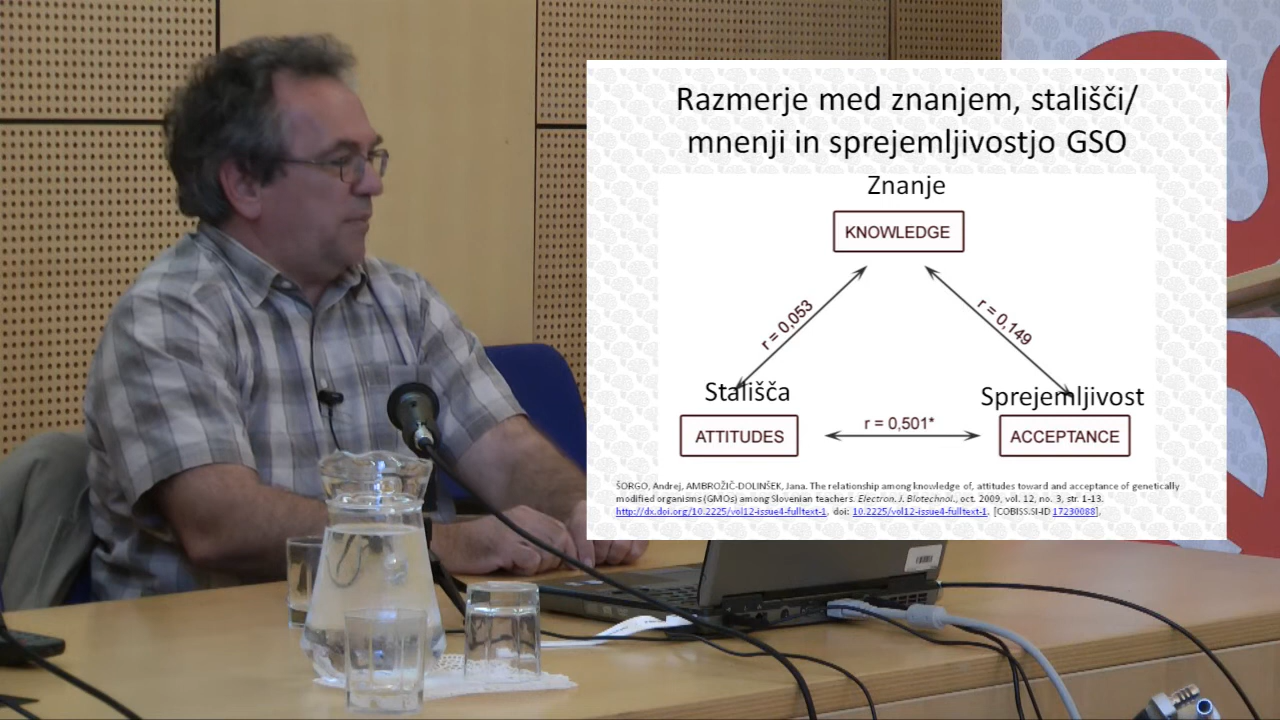 Razmerje med znanjem, stališči/
mnenji in sprejemljivostjo GSO
Znanje
KNOWLEDGE
r = 0,053
r = 0,149
Stališča
Sprejemljivost
ATTITUDES
r = 0,501*
ACCEPTANCE
ŠORGO, Andrej, AMBROŽIČ-DOLINŠEK, Jana. The relationship among knowledge of, attitudes toward and acceptance of genetically
modified organisms (GMOs) among Slovenian teachers. Electron. J. Biotechnol., oct. 2009, vol. 12, no. 3, str. 1-13.
http://dx.doi.org/10.2225/vol12-issue4-fulltext-1. doi: 10.2225/vol12-issue4-fulltext-1. [COBISS.SI-ID 17230088].